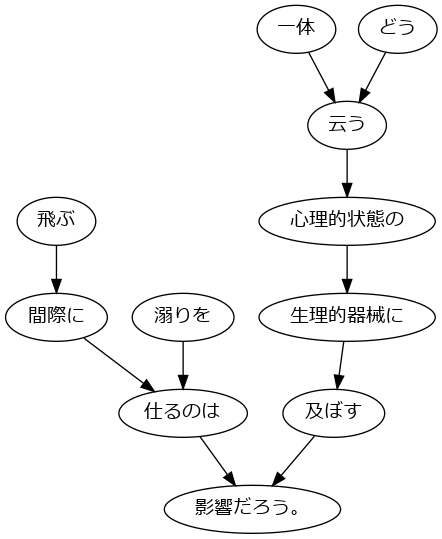 一体 どう
云う
飛ぶ 心理的状態の
間際に 溺りを 生理的器械に
仕るのは 及ぼす
影響だろう。